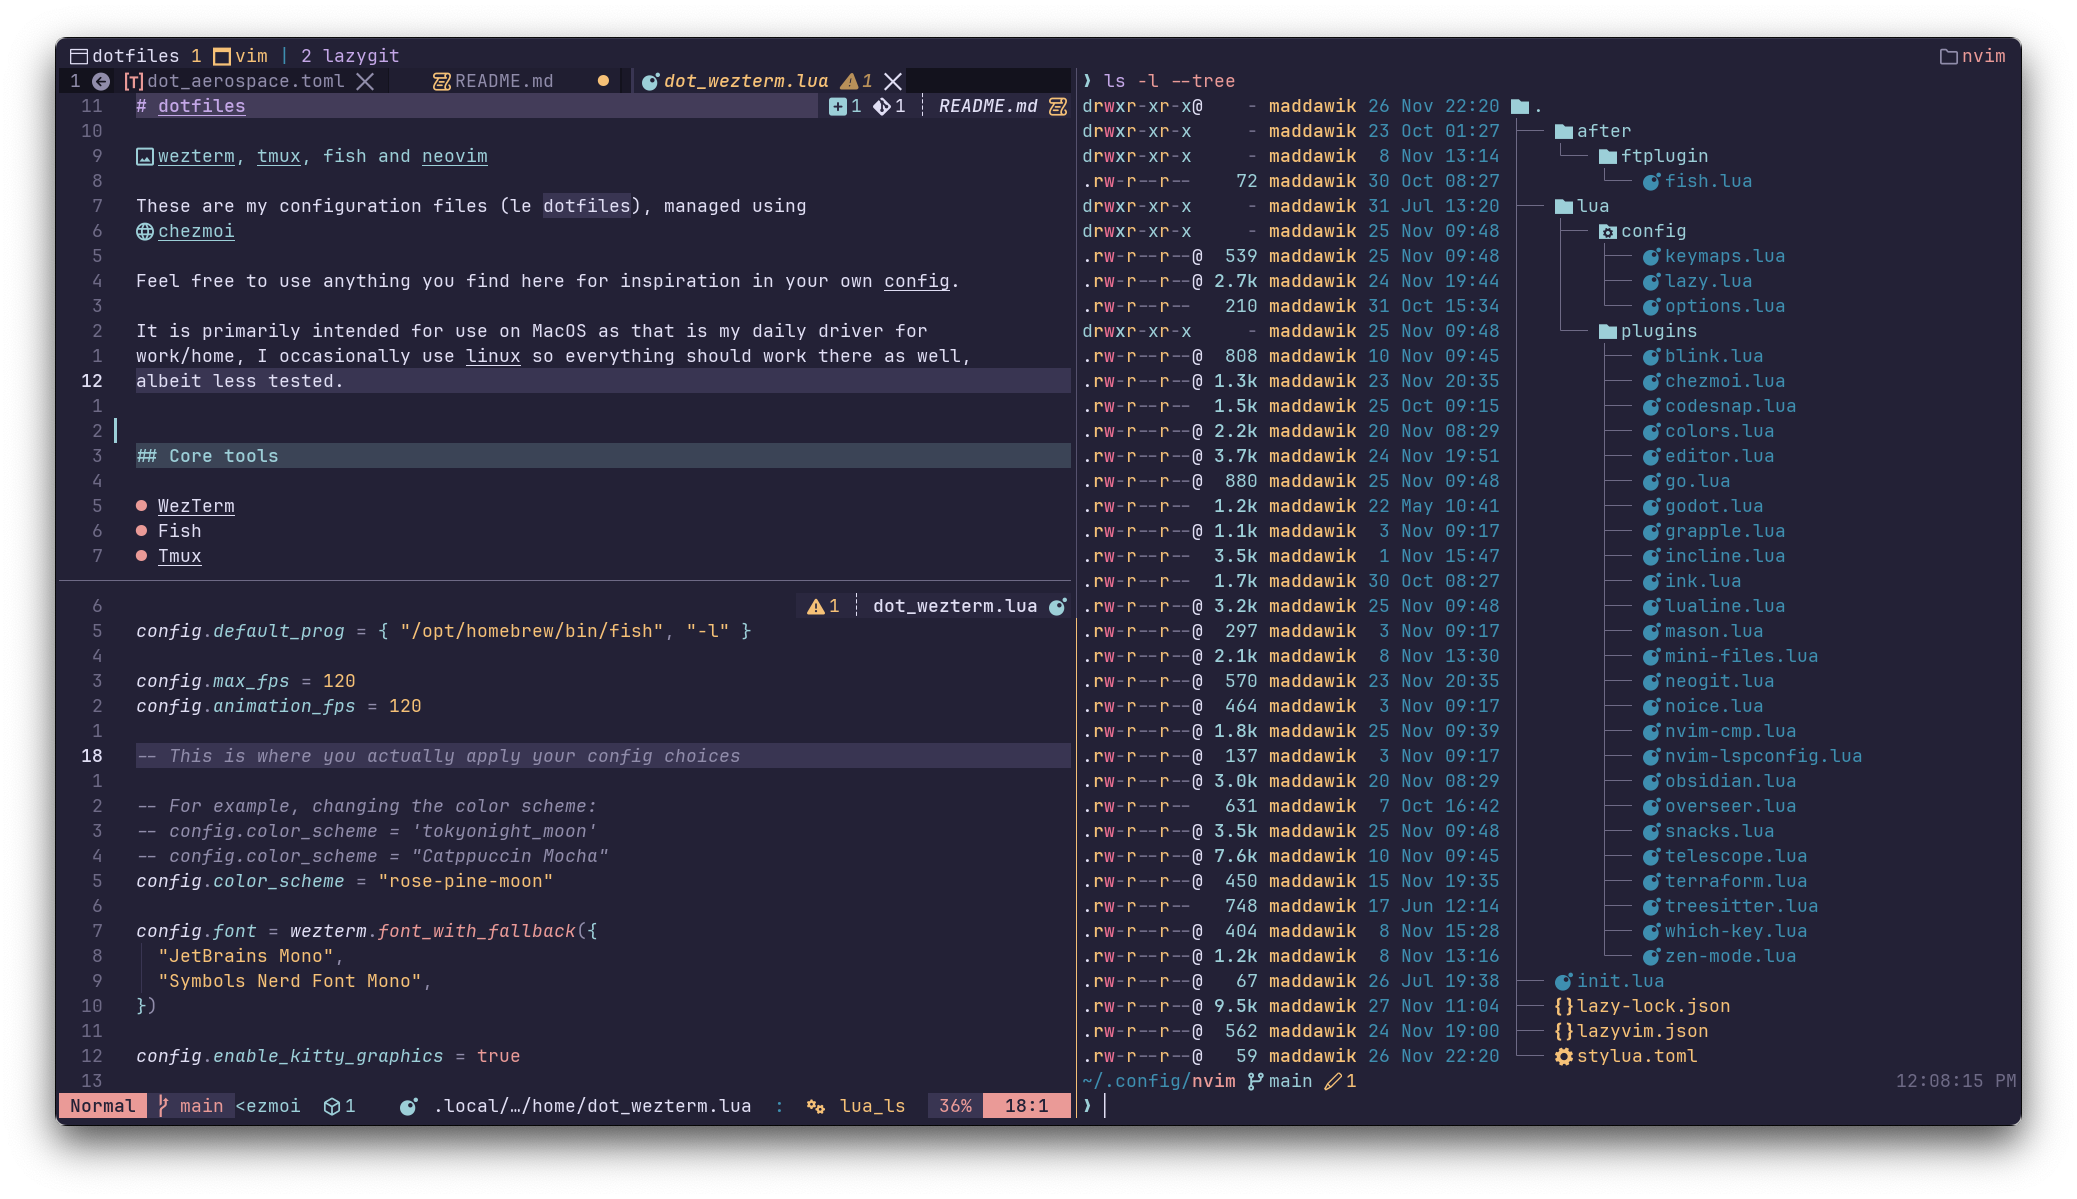 dotfiles 1 vim | 2 lazygit
nvim
1 [T] dot_aerospace.toml README.md dot_wezterm.lua 1
11 # dotfiles 1 1 README.md
10
9 wezterm, tmux, fish and neovim
8
7 These are my configuration files (le dotfiles), managed using
6 chezmoi
5
4 Feel free to use anything you find here for inspiration in your own config.
3
2 It is primarily intended for use on MacOS as that is my daily driver for
1 work/home, I occasionally use linux so everything should work there as well,
12 albeit less tested.
1
2
3 ## Core tools
4
5 WezTerm
6 Fish
7 Tmux
6 1 dot_wezterm.lua
5 config.default_prog = { "/opt/homebrew/bin/fish", "-l" }
4
3 config.max_fps = 120
2 config.animation_fps = 120
1
18 -- This is where you actually apply your config choices
1
2 -- For example, changing the color scheme:
3 -- config.color_scheme = 'tokyonight_moon'
4 -- config.color_scheme = "Catppuccin Mocha"
5 config.color_scheme = "rose-pine-moon"
6
7 config.font = wezterm.font_with_fallback({
8 "JetBrains Mono",
9 "Symbols Nerd Font Mono",
10 })
11
12 config.enable_kitty_graphics = true
13
Normal main <ezmoi 1 .local/…/home/dot_wezterm.lua : lua_ls 36% 18:1
❯ ls -l --tree
drwxr-xr-x@ - maddawik 26 Nov 22:20 .
drwxr-xr-x - maddawik 23 Oct 01:27 after
drwxr-xr-x - maddawik 8 Nov 13:14 ftplugin
.rw-r--r-- 72 maddawik 30 Oct 08:27 fish.lua
drwxr-xr-x - maddawik 31 Jul 13:20 lua
drwxr-xr-x - maddawik 25 Nov 09:48 config
.rw-r--r--@ 539 maddawik 25 Nov 09:48 keymaps.lua
.rw-r--r--@ 2.7k maddawik 24 Nov 19:44 lazy.lua
.rw-r--r-- 210 maddawik 31 Oct 15:34 options.lua
drwxr-xr-x - maddawik 25 Nov 09:48 plugins
.rw-r--r--@ 808 maddawik 10 Nov 09:45 blink.lua
.rw-r--r--@ 1.3k maddawik 23 Nov 20:35 chezmoi.lua
.rw-r--r-- 1.5k maddawik 25 Oct 09:15 codesnap.lua
.rw-r--r--@ 2.2k maddawik 20 Nov 08:29 colors.lua
.rw-r--r--@ 3.7k maddawik 24 Nov 19:51 editor.lua
.rw-r--r--@ 880 maddawik 25 Nov 09:48 go.lua
.rw-r--r-- 1.2k maddawik 22 May 10:41 godot.lua
.rw-r--r--@ 1.1k maddawik 3 Nov 09:17 grapple.lua
.rw-r--r-- 3.5k maddawik 1 Nov 15:47 incline.lua
.rw-r--r-- 1.7k maddawik 30 Oct 08:27 ink.lua
.rw-r--r--@ 3.2k maddawik 25 Nov 09:48 lualine.lua
.rw-r--r--@ 297 maddawik 3 Nov 09:17 mason.lua
.rw-r--r--@ 2.1k maddawik 8 Nov 13:30 mini-files.lua
.rw-r--r--@ 570 maddawik 23 Nov 20:35 neogit.lua
.rw-r--r--@ 464 maddawik 3 Nov 09:17 noice.lua
.rw-r--r--@ 1.8k maddawik 25 Nov 09:39 nvim-cmp.lua
.rw-r--r--@ 137 maddawik 3 Nov 09:17 nvim-lspconfig.lua
.rw-r--r--@ 3.0k maddawik 20 Nov 08:29 obsidian.lua
.rw-r--r-- 631 maddawik 7 Oct 16:42 overseer.lua
.rw-r--r--@ 3.5k maddawik 25 Nov 09:48 snacks.lua
.rw-r--r--@ 7.6k maddawik 10 Nov 09:45 telescope.lua
.rw-r--r--@ 450 maddawik 15 Nov 19:35 terraform.lua
.rw-r--r-- 748 maddawik 17 Jun 12:14 treesitter.lua
.rw-r--r--@ 404 maddawik 8 Nov 15:28 which-key.lua
.rw-r--r--@ 1.2k maddawik 8 Nov 13:16 zen-mode.lua
.rw-r--r--@ 67 maddawik 26 Jul 19:38 init.lua
.rw-r--r--@ 9.5k maddawik 27 Nov 11:04 {} lazy-lock.json
.rw-r--r--@ 562 maddawik 24 Nov 19:00 {} lazyvim.json
.rw-r--r--@ 59 maddawik 26 Nov 22:20 stylua.toml
~/.config/nvim main 1 12:08:15 PM
❯